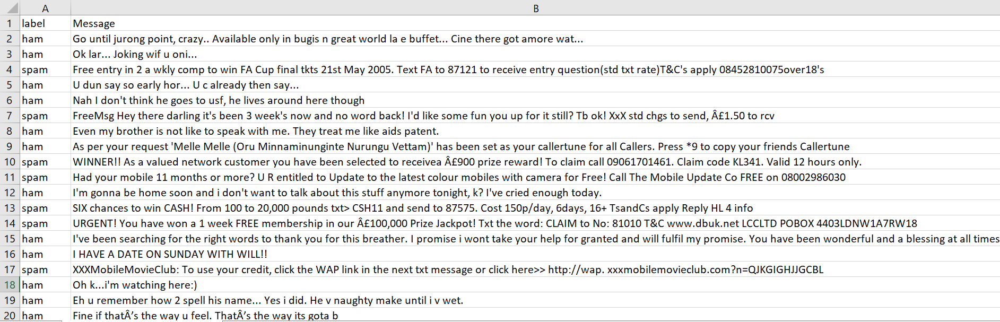 A B
1 label Message
2 ham Go until jurong point, crazy.. Available only in bugis n great world la e buffet... Cine there got amore wat...
3 ham Ok lar... Joking wif u oni...
4 spam Free entry in 2 a wkly comp to win FA Cup final tkts 21st May 2005. Text FA to 87121 to receive entry question(std txt rate)T&C's apply 08452810075over18's
5 ham U dun say so early hor... U c already then say...
6 ham Nah I don't think he goes to usf, he lives around here though
7 spam FreeMsg Hey there darling it's been 3 week's now and no word back! I'd like some fun you up for it still? Tb ok! XxX std chgs to send, Â£1.50 to rcv
8 ham Even my brother is not like to speak with me. They treat me like aids patent.
9 ham As per your request 'Melle Melle (Oru Minnaminunginte Nurungu Vettam)' has been set as your callertune for all Callers. Press *9 to copy your friends Callertune
10 spam WINNER!! As a valued network customer you have been selected to receivea Â£900 prize reward! To claim call 09061701461. Claim code KL341. Valid 12 hours only.
11 spam Had your mobile 11 months or more? U R entitled to Update to the latest colour mobiles with camera for Free! Call The Mobile Update Co FREE on 08002986030
12 ham I'm gonna be home soon and i don't want to talk about this stuff anymore tonight, k? I've cried enough today.
13 spam SIX chances to win CASH! From 100 to 20,000 pounds txt> CSH11 and send to 87575. Cost 150p/day, 6days, 16+ TsandCs apply Reply HL 4 info
14 spam URGENT! You have won a 1 week FREE membership in our Â£100,000 Prize Jackpot! Txt the word: CLAIM to No: 81010 T&C www.dbuk.net LCCLTD POBOX 4403LDNW1A7RW18
15 ham I've been searching for the right words to thank you for this breather. I promise i wont take your help for granted and will fulfil my promise. You have been wonderful and a blessing at all times
16 ham I HAVE A DATE ON SUNDAY WITH WILL!!
17 spam XXXMobileMovieClub: To use your credit, click the WAP link in the next txt message or click here>> http://wap. xxxmobilemovieclub.com?n=QJKGIGHJJGCBL
18 ham Oh k...i'm watching here:)
19 ham Eh u remember how 2 spell his name... Yes i did. He v naughty make until i v wet.
20 ham Fine if thatÂ’s the way u feel. ThatÂ’s the way its gota b